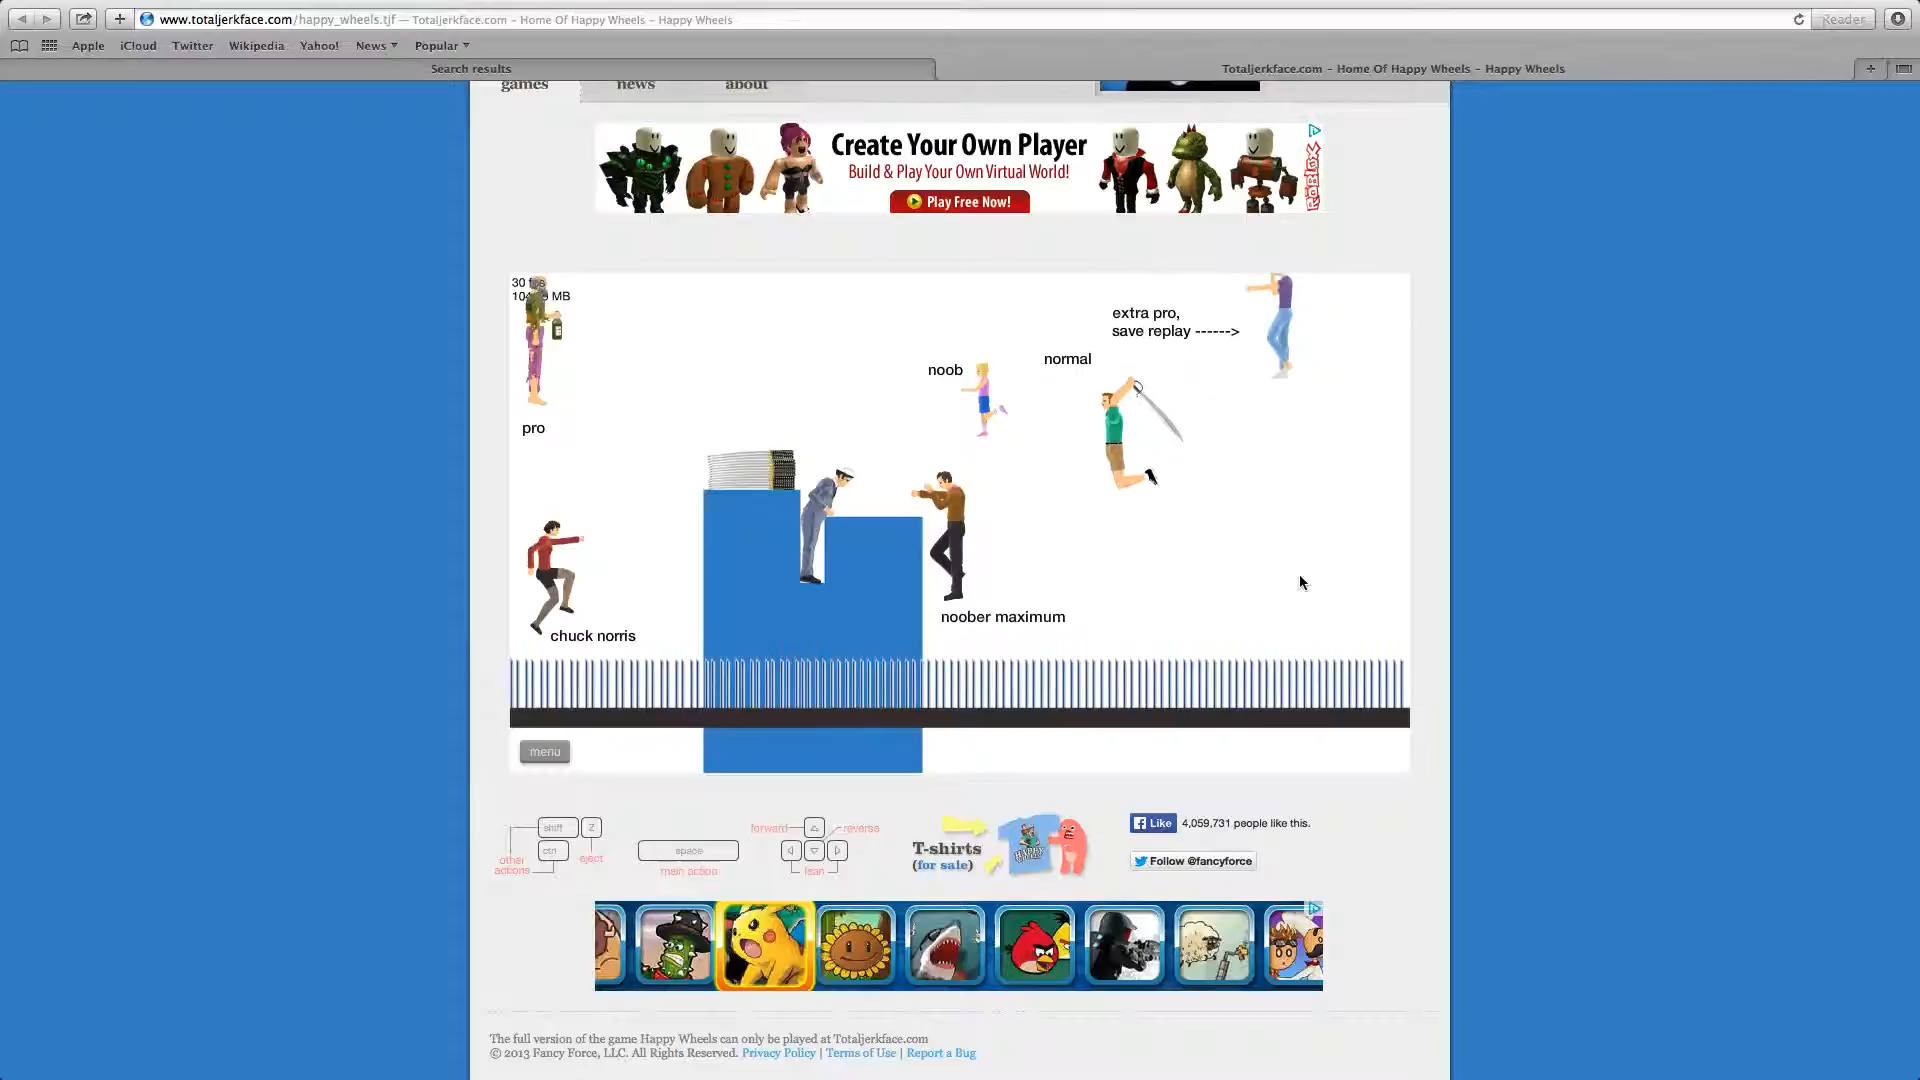 www.totaljerkface.com/happy_wheels.tjf — Totaljerkface.com – Home Of Happy Wheels – Happy Wheels
Reader
Apple iCloud Twitter Wikipedia Yahoo! News Popular
Search results
Totaljerkface.com – Home Of Happy Wheels – Happy Wheels
games news about
Create Your Own Player
Build & Play Your Own Virtual World!
Play Free Now!
ROBLOX
30
MB
extra pro,
save replay ------>
normal
noob
pro
noober maximum
chuck norris
menu
shift Z
ctrl
other
actions
eject
space
main action
forward
reverse
lean
T-shirts
(for sale)
HAPPY
Like 4,059,731 people like this.
Follow @fancyforce
The full version of the game Happy Wheels can only be played at Totaljerkface.com
© 2013 Fancy Force, LLC. All Rights Reserved. Privacy Policy | Terms of Use | Report a Bug